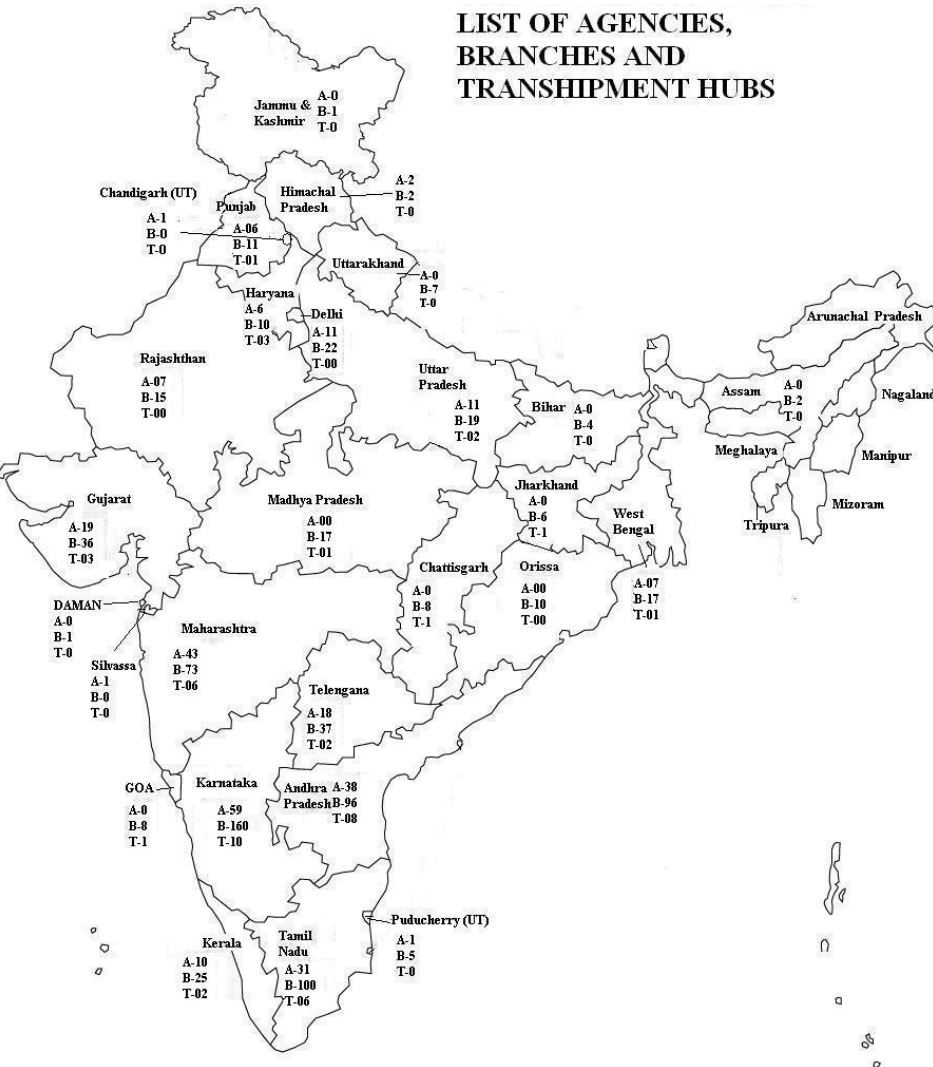 LIST OF AGENCIES,
BRANCHES AND
TRANSHIPMENT HUBS
Jammu &
Kashmir
A-0
B-1
T-0
Chandigarh (UT)
A-1
B-0
T-0
Punjab
A-06
B-11
T-01
Himachal
Pradesh
A-2
B-2
T-0
Uttarakhand
A-0
B-7
T-0
Haryana
A-6
B-10
T-03
Delhi
A-11
B-22
T-00
Rajashthan
A-07
B-15
T-00
Uttar
Pradesh
A-11
B-19
T-02
Bihar
A-0
B-4
T-0
Arunachal Pradesh
Assam
A-0
B-2
T-0
Nagaland
Meghalaya
Manipur
Tripura
Mizoram
Gujarat
A-19
B-36
T-03
Madhya Pradesh
A-00
B-17
T-01
Jharkhand
A-0
B-6
T-1
West
Bengal
A-07
B-17
T-01
Chattisgarh
A-0
B-8
T-1
Orissa
A-00
B-10
T-00
DAMAN
A-0
B-1
T-0
Silvassa
A-1
B-0
T-0
Maharashtra
A-43
B-73
T-06
Telengana
A-18
B-37
T-02
GOA
A-0
B-8
T-1
Karnataka
A-59
B-160
T-10
Andhra
Pradesh
A-38
B-96
T-08
Kerala
A-10
B-25
T-02
Tamil
Nadu
A-31
B-100
T-06
Puducherry (UT)
A-1
B-5
T-0